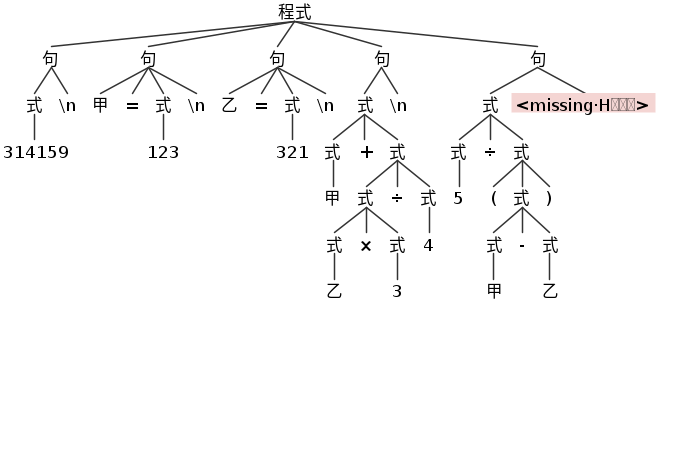 程式
句 句 句 句 句
式 \n 甲 = 式 \n 乙 = 式 \n 式 \n 式 <missing·H
314159 123 321 式 + 式 式 ÷ 式
甲 式 ÷ 式 5 ( 式 )
式 × 式 4 式 - 式
乙 3 甲 乙